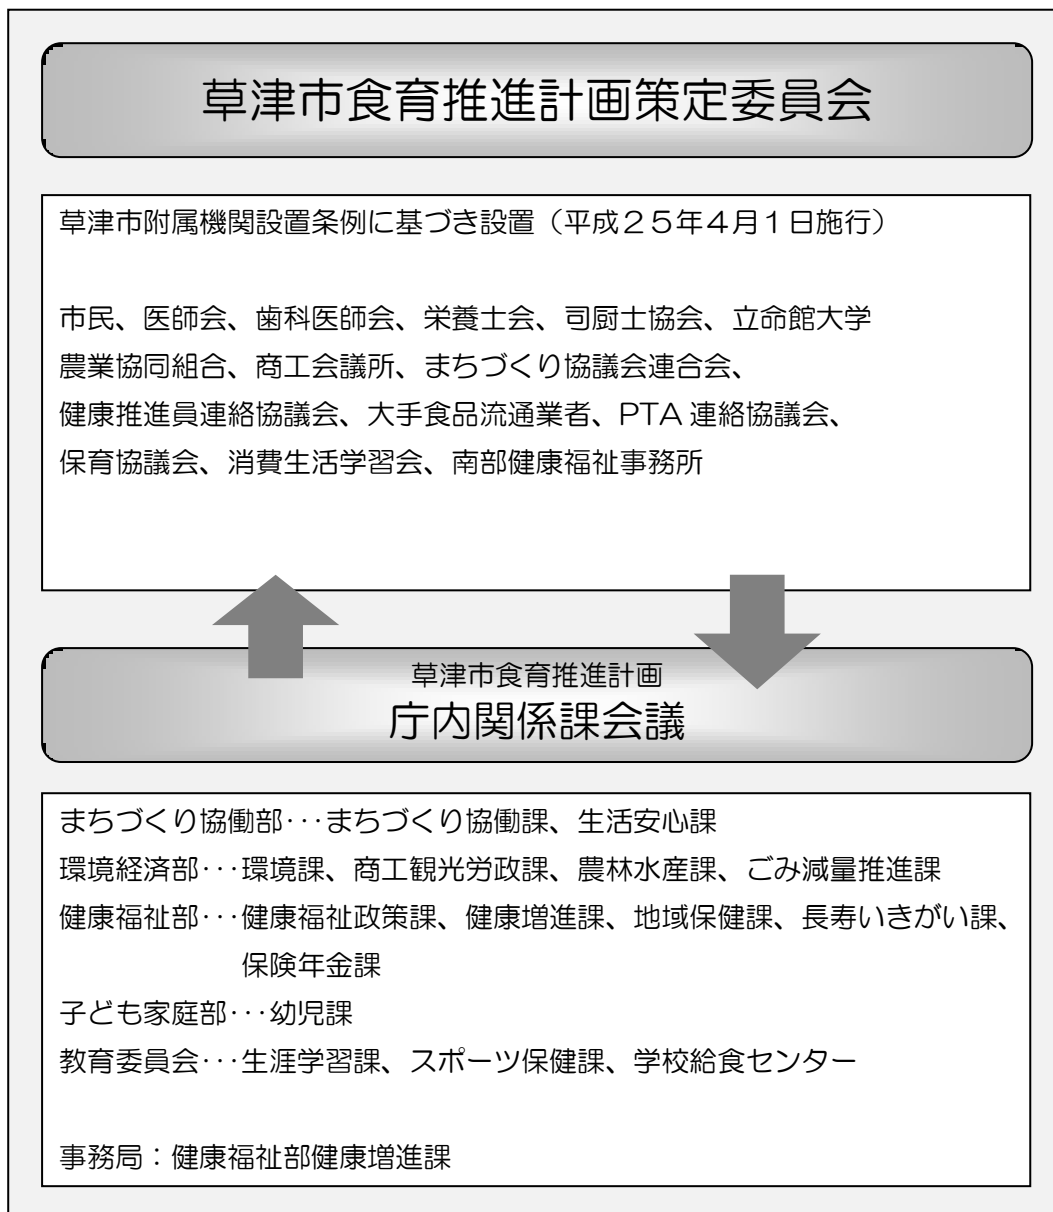 草津市食育推進計画策定委員会
草津市附属機関設置条例に基づき設置（平成２５年４月１日施行）
市民、医師会、歯科医師会、栄養士会、司厨士協会、立命館大学
農業協同組合、商工会議所、まちづくり協議会連合会、
健康推進員連絡協議会、大手食品流通業者、PTA 連絡協議会、
保育協議会、消費生活学習会、南部健康福祉事務所
草津市食育推進計画
庁内関係課会議
まちづくり協働部･･･まちづくり協働課、生活安心課
環境経済部･･･環境課、商工観光労政課、農林水産課、ごみ減量推進課
健康福祉部･･･健康福祉政策課、健康増進課、地域保健課、長寿いきがい課、
保険年金課
子ども家庭部･･･幼児課
教育委員会･･･生涯学習課、スポーツ保健課、学校給食センター
事務局：健康福祉部健康増進課